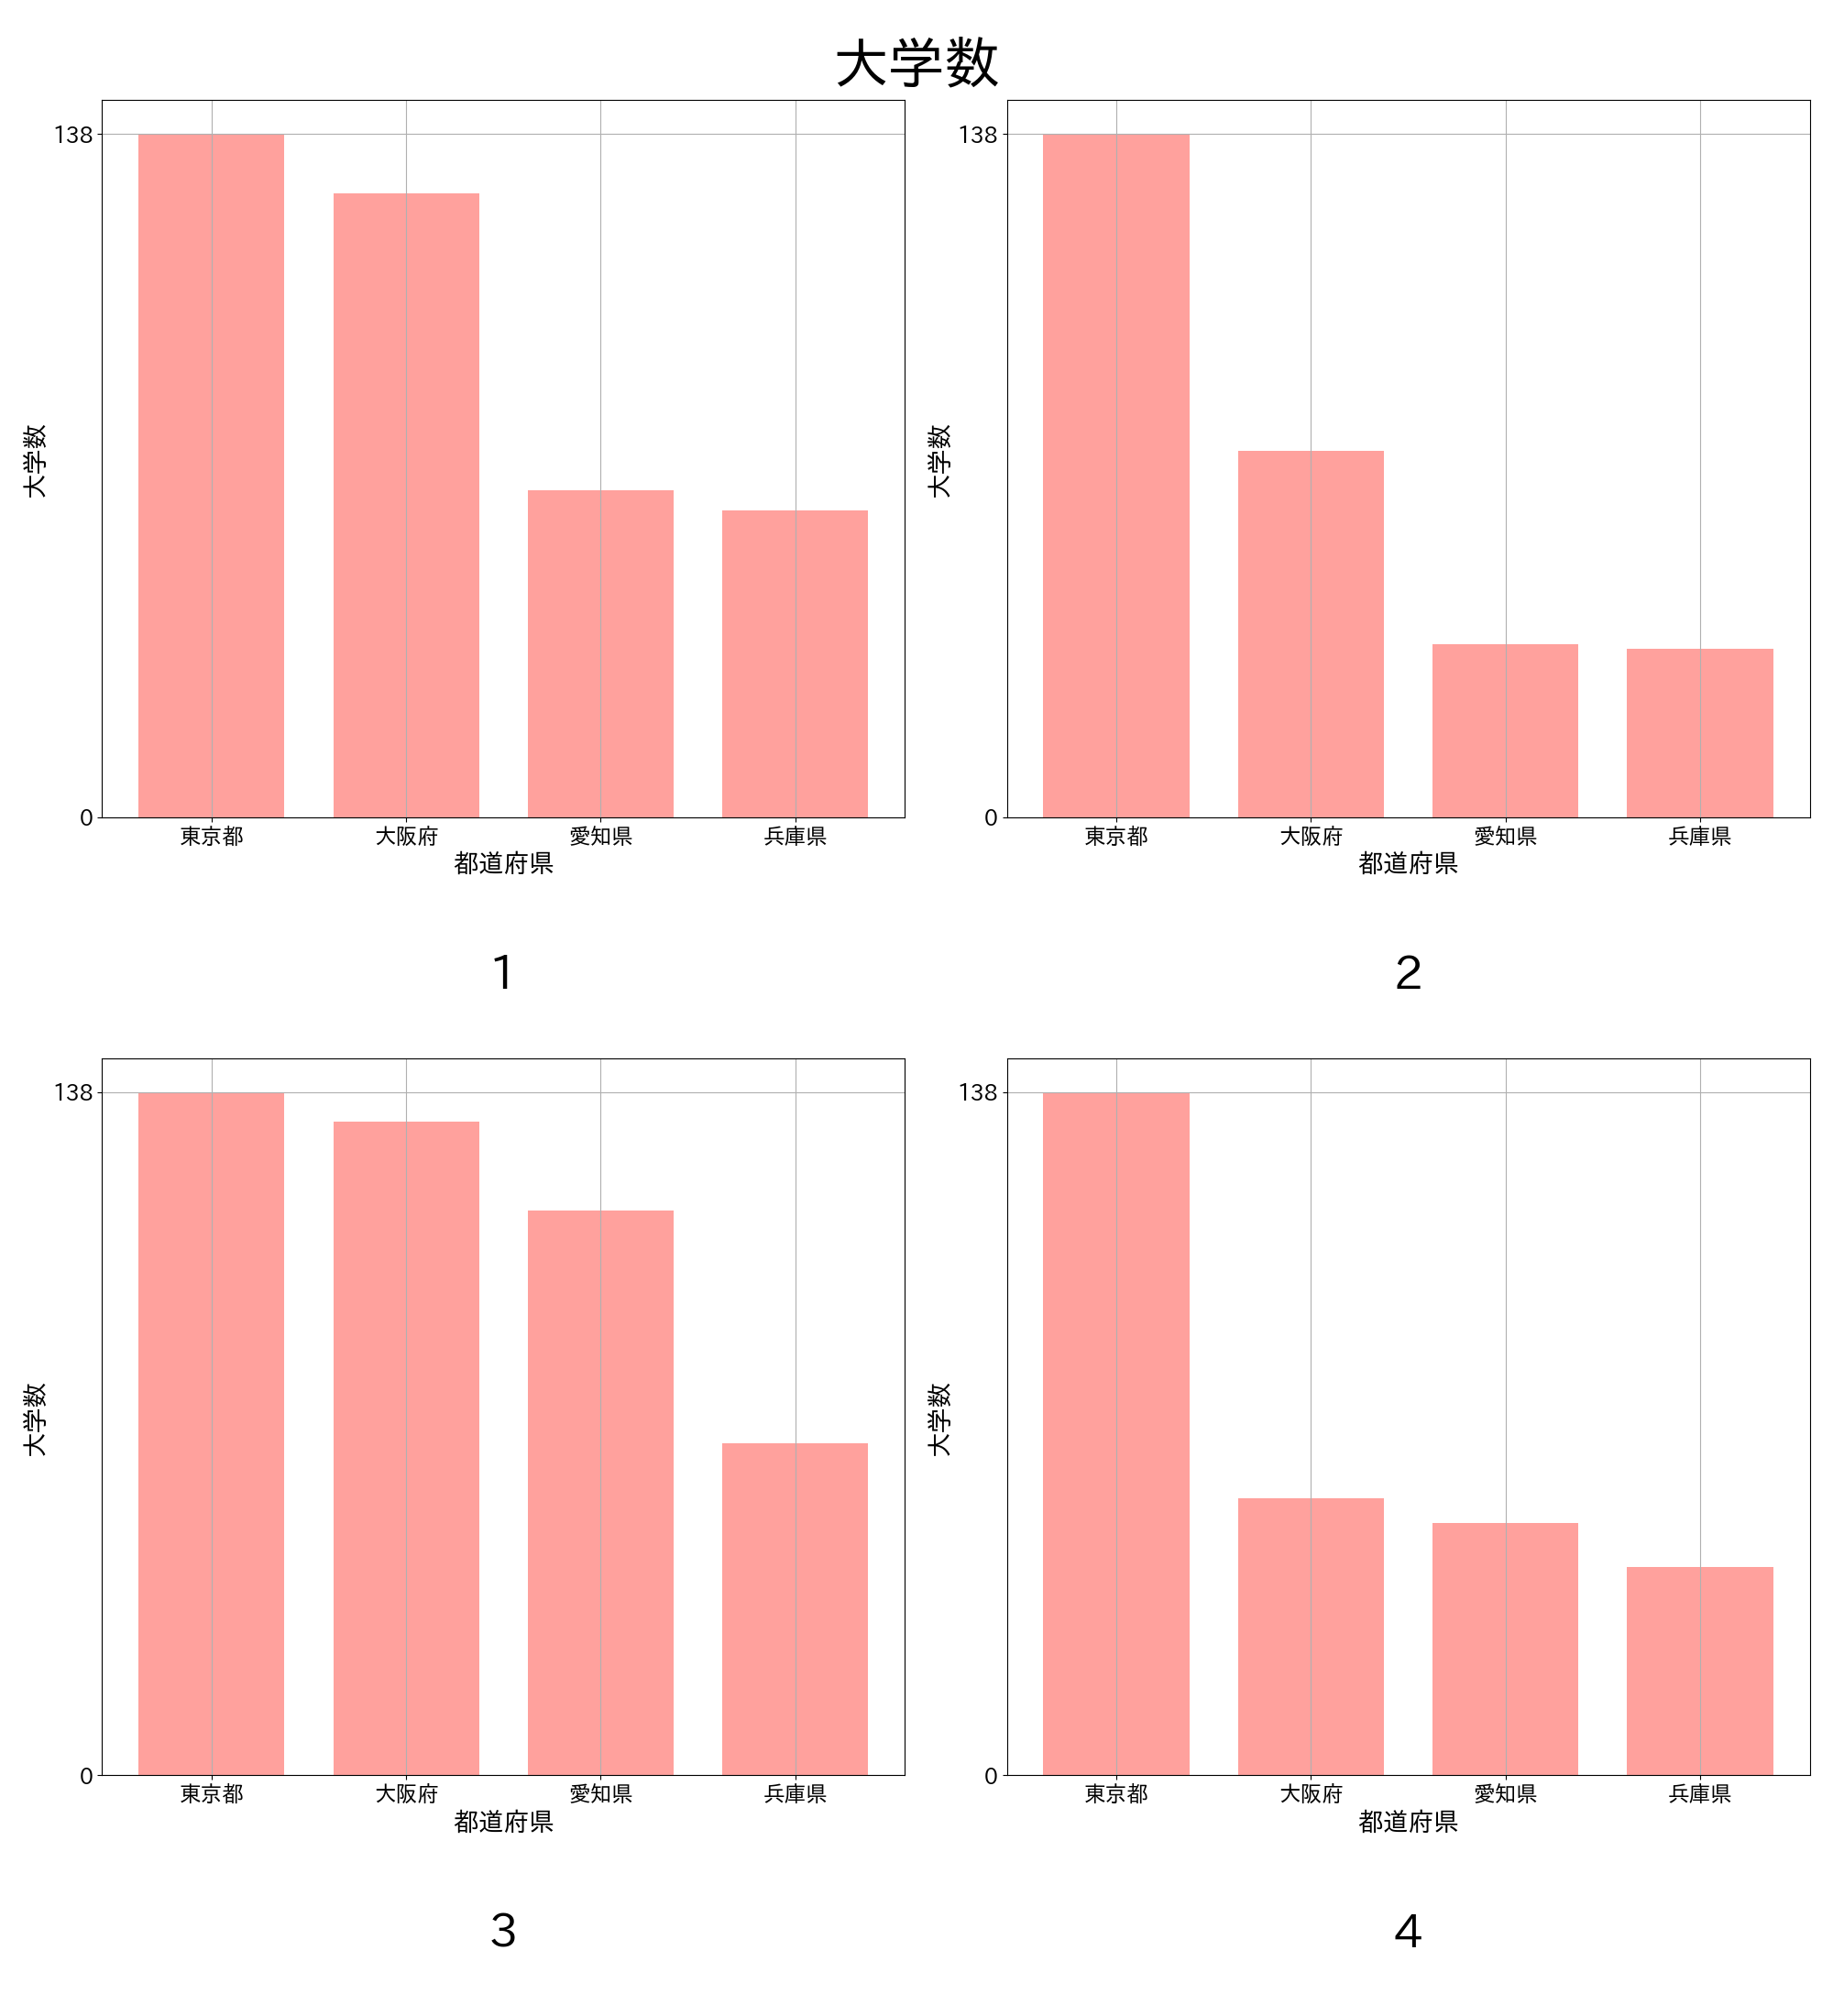 大学数
138
0
大学数
東京都 大阪府 愛知県 兵庫県
都道府県
1
138
0
大学数
東京都 大阪府 愛知県 兵庫県
都道府県
2
138
0
大学数
東京都 大阪府 愛知県 兵庫県
都道府県
3
138
0
大学数
東京都 大阪府 愛知県 兵庫県
都道府県
4